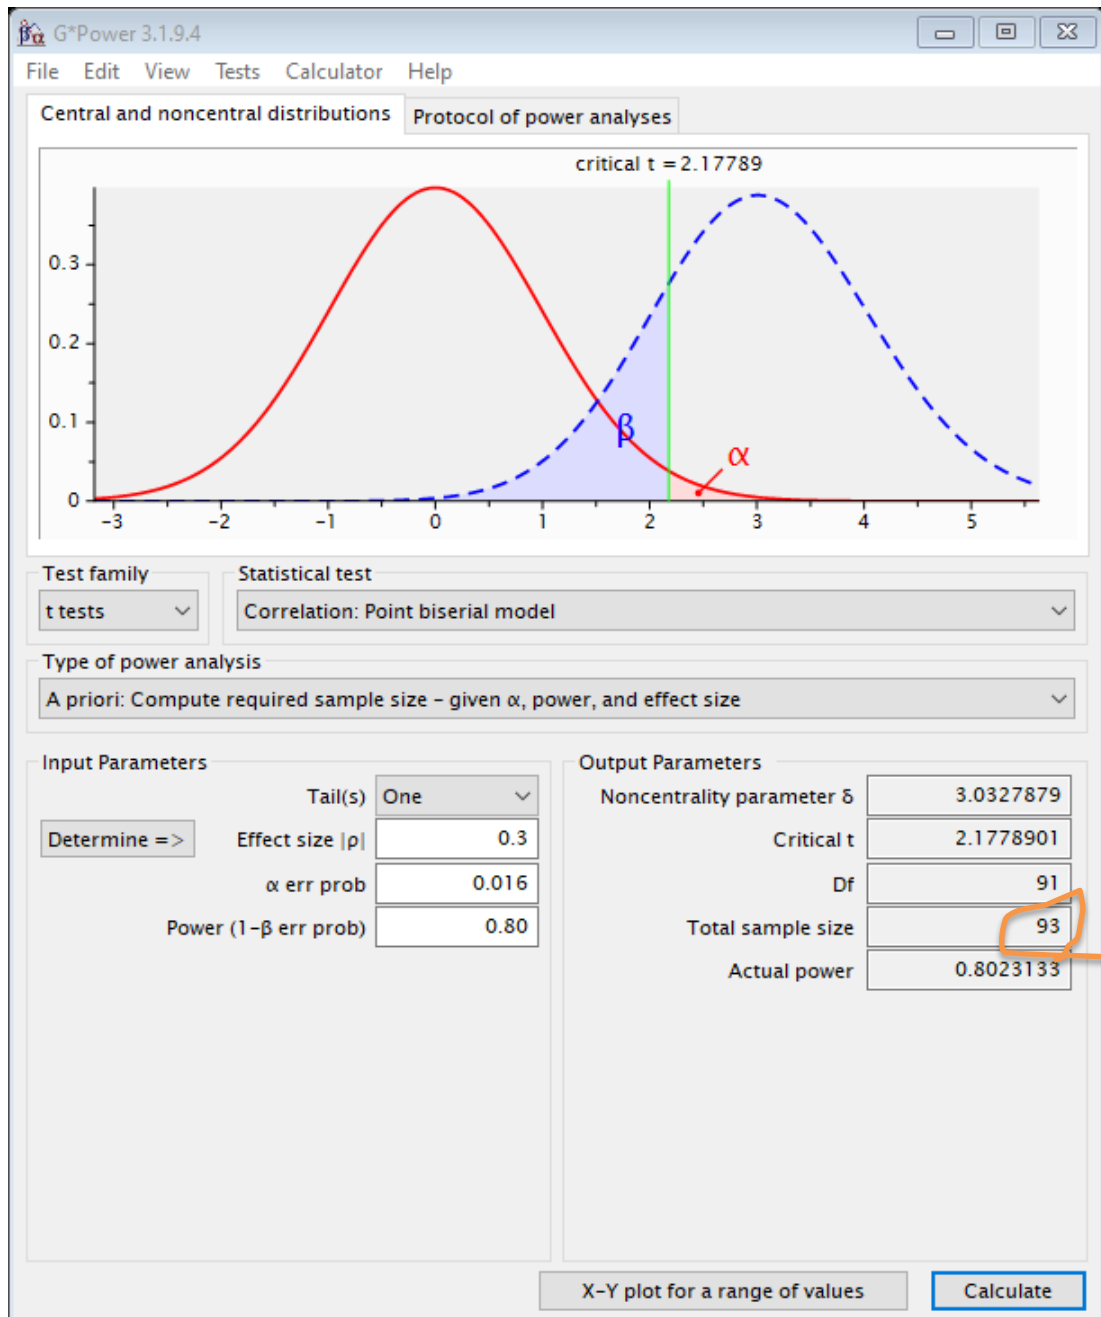 G*Power 3.1.9.4
File Edit View Tests Calculator Help
Central and noncentral distributions Protocol of power analyses
critical t = 2.17789
0.3
0.2
0.1
0
β
α
-3 -2 -1 0 1 2 3 4 5
Test family Statistical test
t tests Correlation: Point biserial model
Type of power analysis
A priori: Compute required sample size - given α, power, and effect size
Input Parameters Output Parameters
Tail(s) One Noncentrality parameter δ 3.0327879
Determine => Effect size |ρ| 0.3 Critical t 2.1778901
α err prob 0.016 Df 91
Power (1-β err prob) 0.80 Total sample size 93
Actual power 0.8023133
X-Y plot for a range of values Calculate